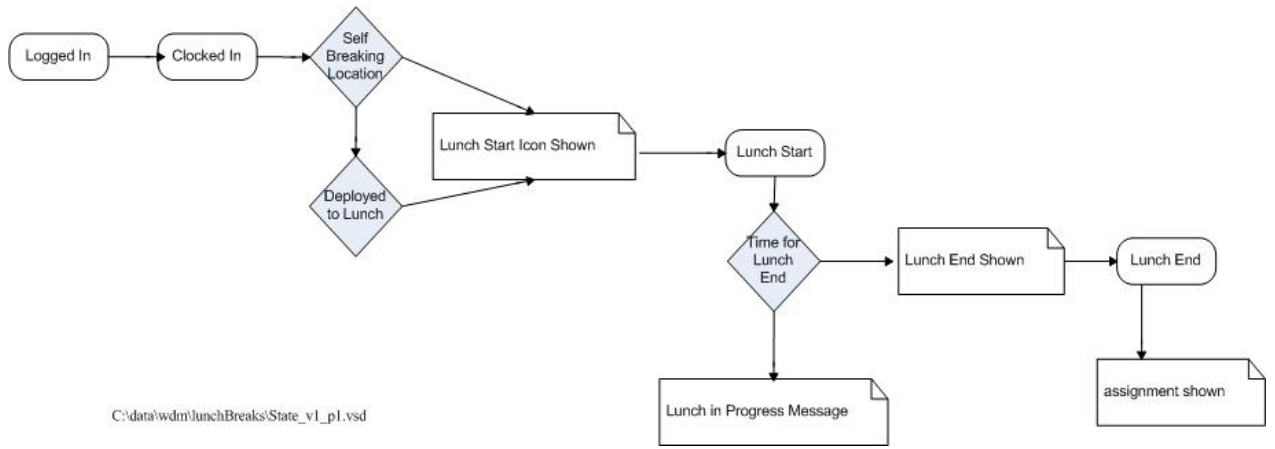 Logged In
Clocked In
Self
Breaking
Location
Deployed
to Lunch
Lunch Start Icon Shown
Lunch Start
Time for
Lunch
End
Lunch End Shown
Lunch End
Lunch in Progress Message
assignment shown
C:\data\wdm\lunchBreaks\State_v1_p1.vsd